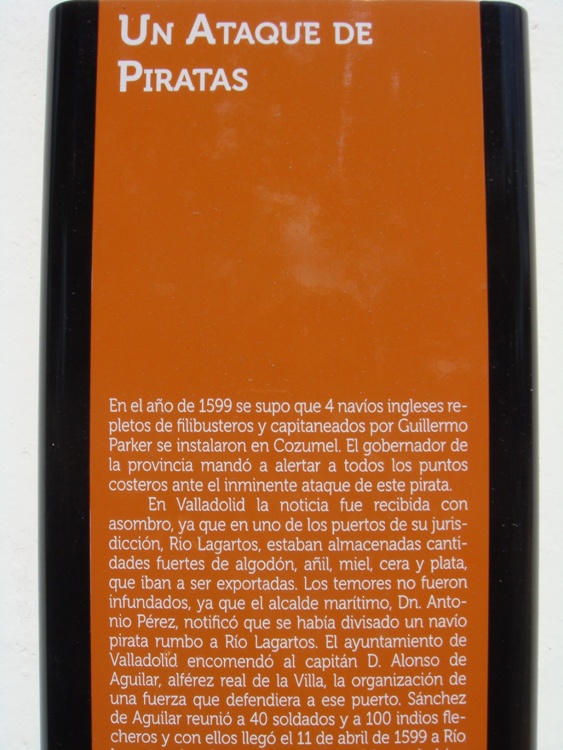 Un Ataque de
Piratas
En el año de 1599 se supo que 4 navíos ingleses re-
pletos de filibusteros y capitaneados por Guillermo
Parker se instalaron en Cozumel. El gobernador de
la provincia mandó a alertar a todos los puntos
costeros ante el inminente ataque de este pirata.
En Valladolid la noticia fue recibida con
asombro, ya que en uno de los puertos de su juris-
dicción, Río Lagartos, estaban almacenadas canti-
dades fuertes de algodón, añil, miel, cera y plata,
que iban a ser exportadas. Los temores no fueron
infundados, ya que el alcalde marítimo, Dn. Anto-
nio Pérez, notificó que se había divisado un navío
pirata rumbo a Río Lagartos. El ayuntamiento de
Valladolid encomendó al capitán D. Alonso de
Aguilar, alférez real de la Villa, la organización de
una fuerza que defendiera a ese puerto. Sánchez
de Aguilar reunió a 40 soldados y a 100 indios fle-
cheros y con ellos llegó el 11 de abril de 1599 a Río